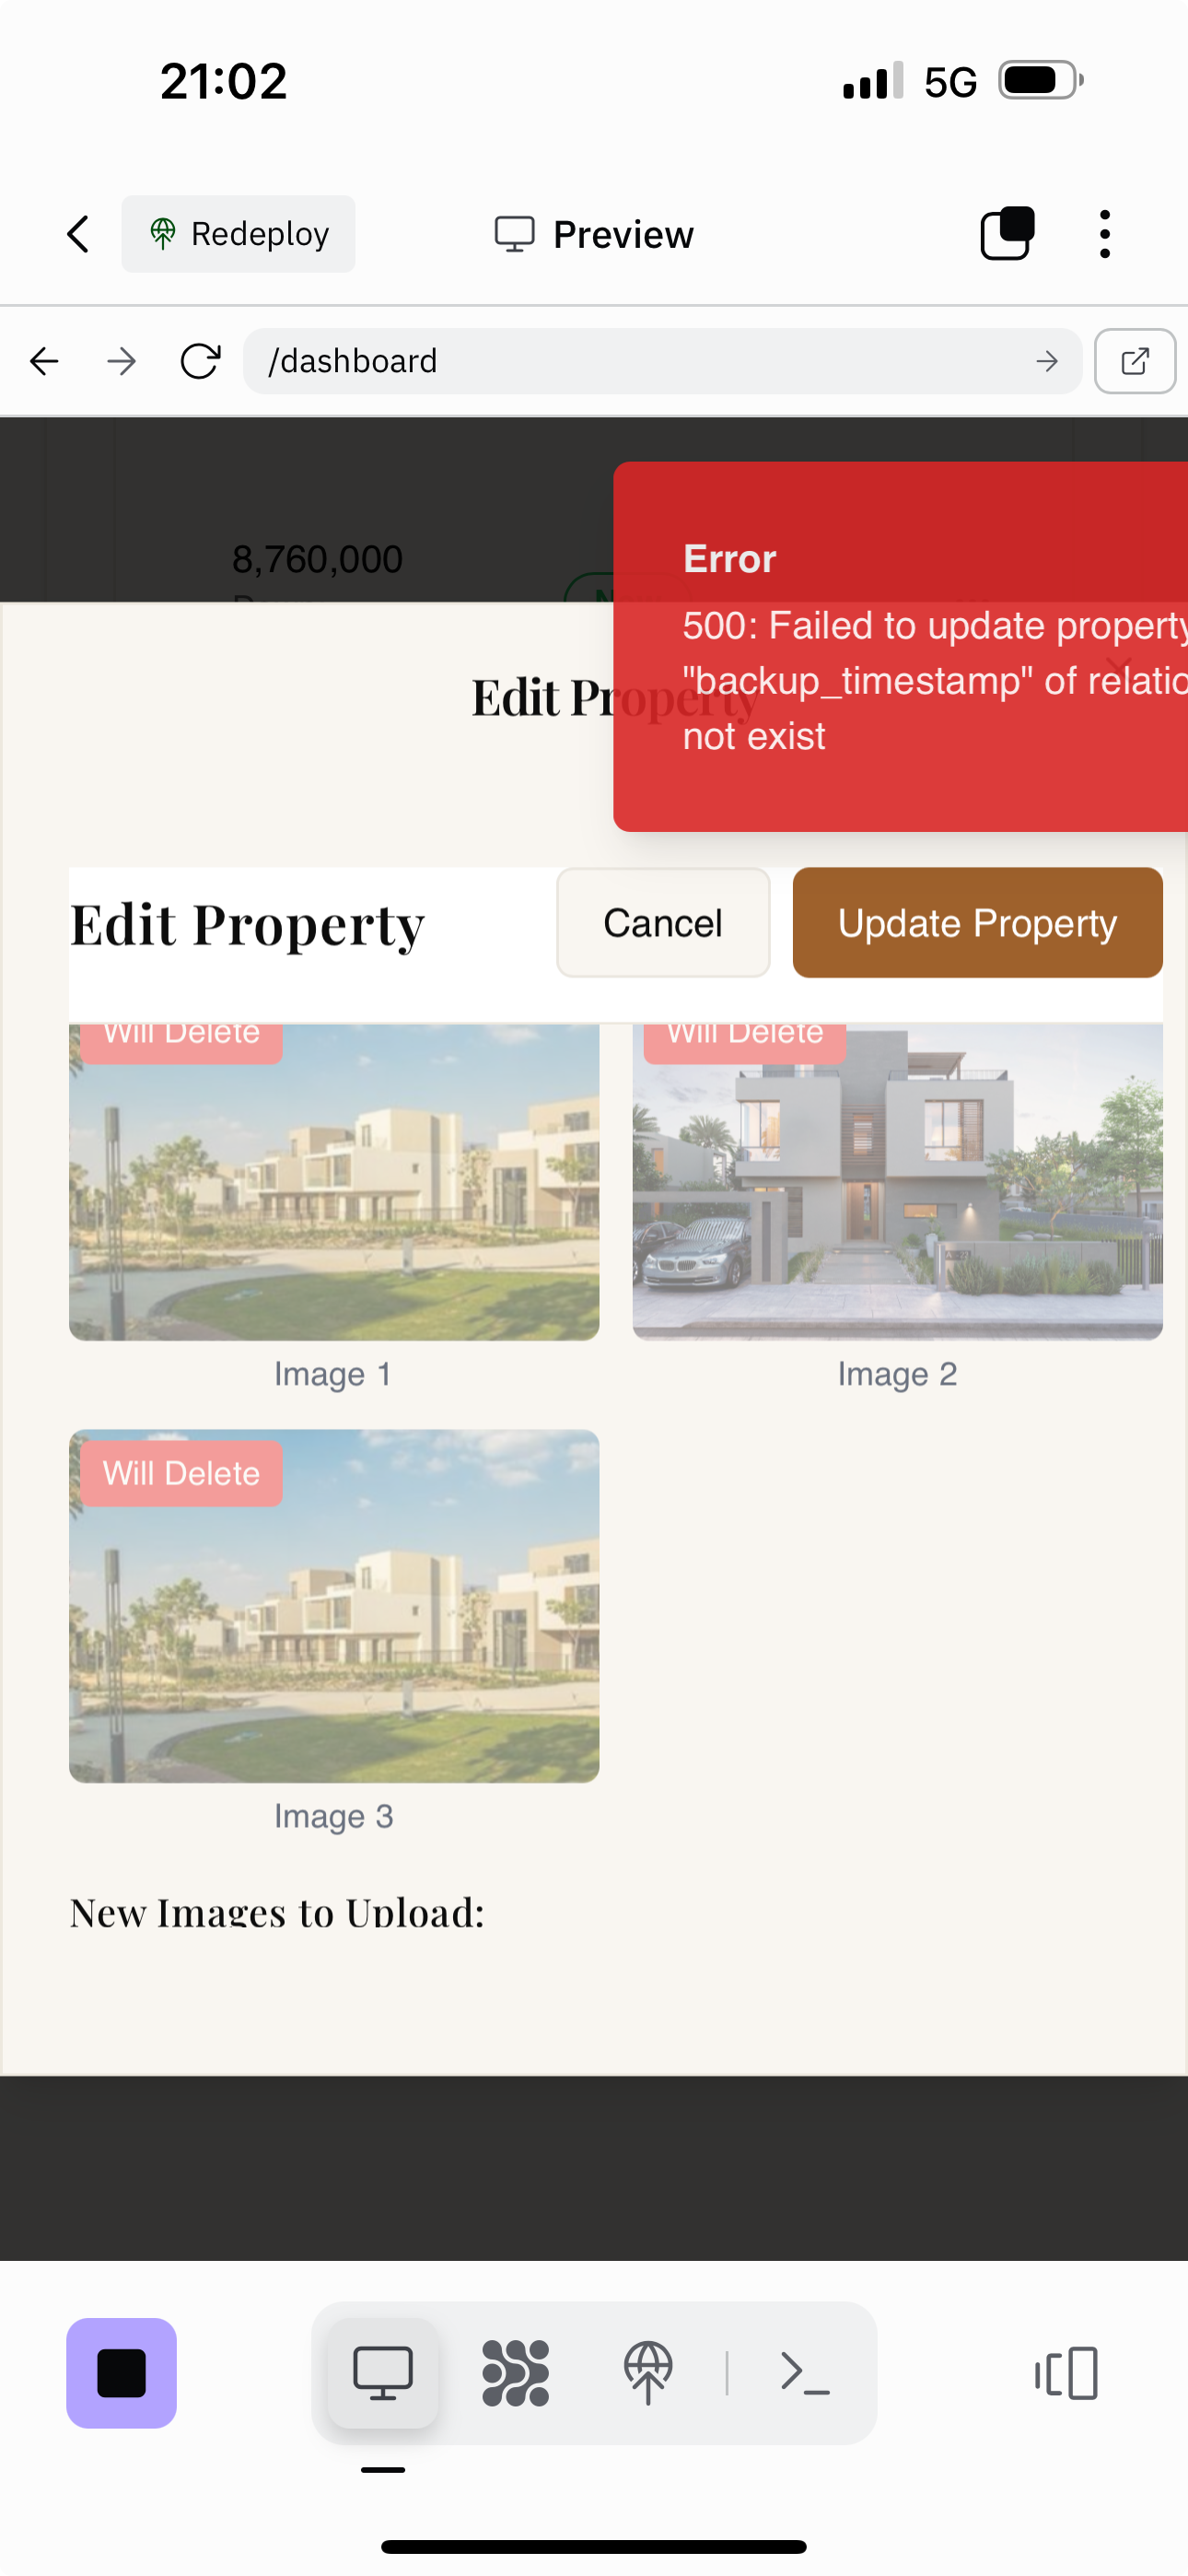 21:02
5G
Redeploy
Preview
/dashboard
8,760,000
Error
500: Failed to update property
"backup_timestamp" of relatio
not exist
Edit Property
Edit Property
Cancel
Update Property
Will Delete
Will Delete
Image 1
Image 2
Will Delete
Image 3
New Images to Upload: